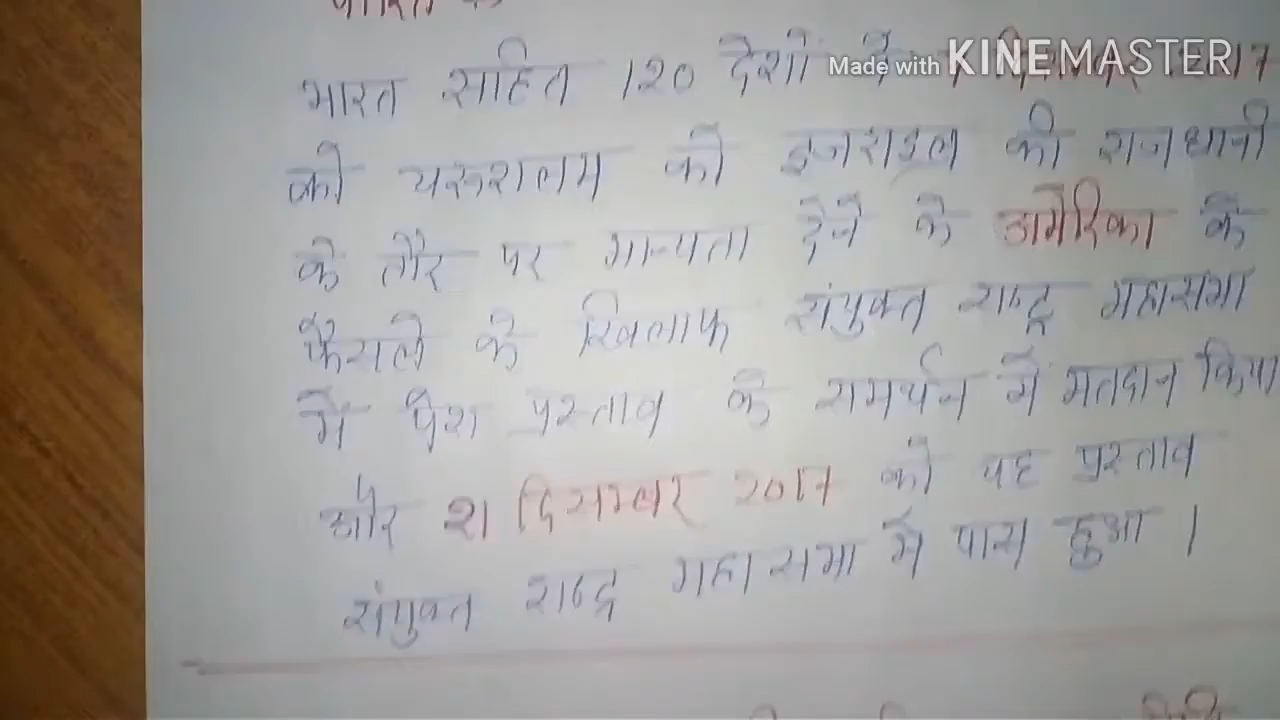 भारत सहित 120 देशों ने
Made with KINEMASTER
को यरुशलम को इजराइल की राजधानी
के तौर पर मान्यता देने के अमेरिका के
फैसले के खिलाफ संयुक्त राष्ट्र महासभा
में पेश प्रस्ताव के समर्थन में मतदान किया
और 21 दिसम्बर 2017 को यह प्रस्ताव
संयुक्त राष्ट्र महासभा में पास हुआ।